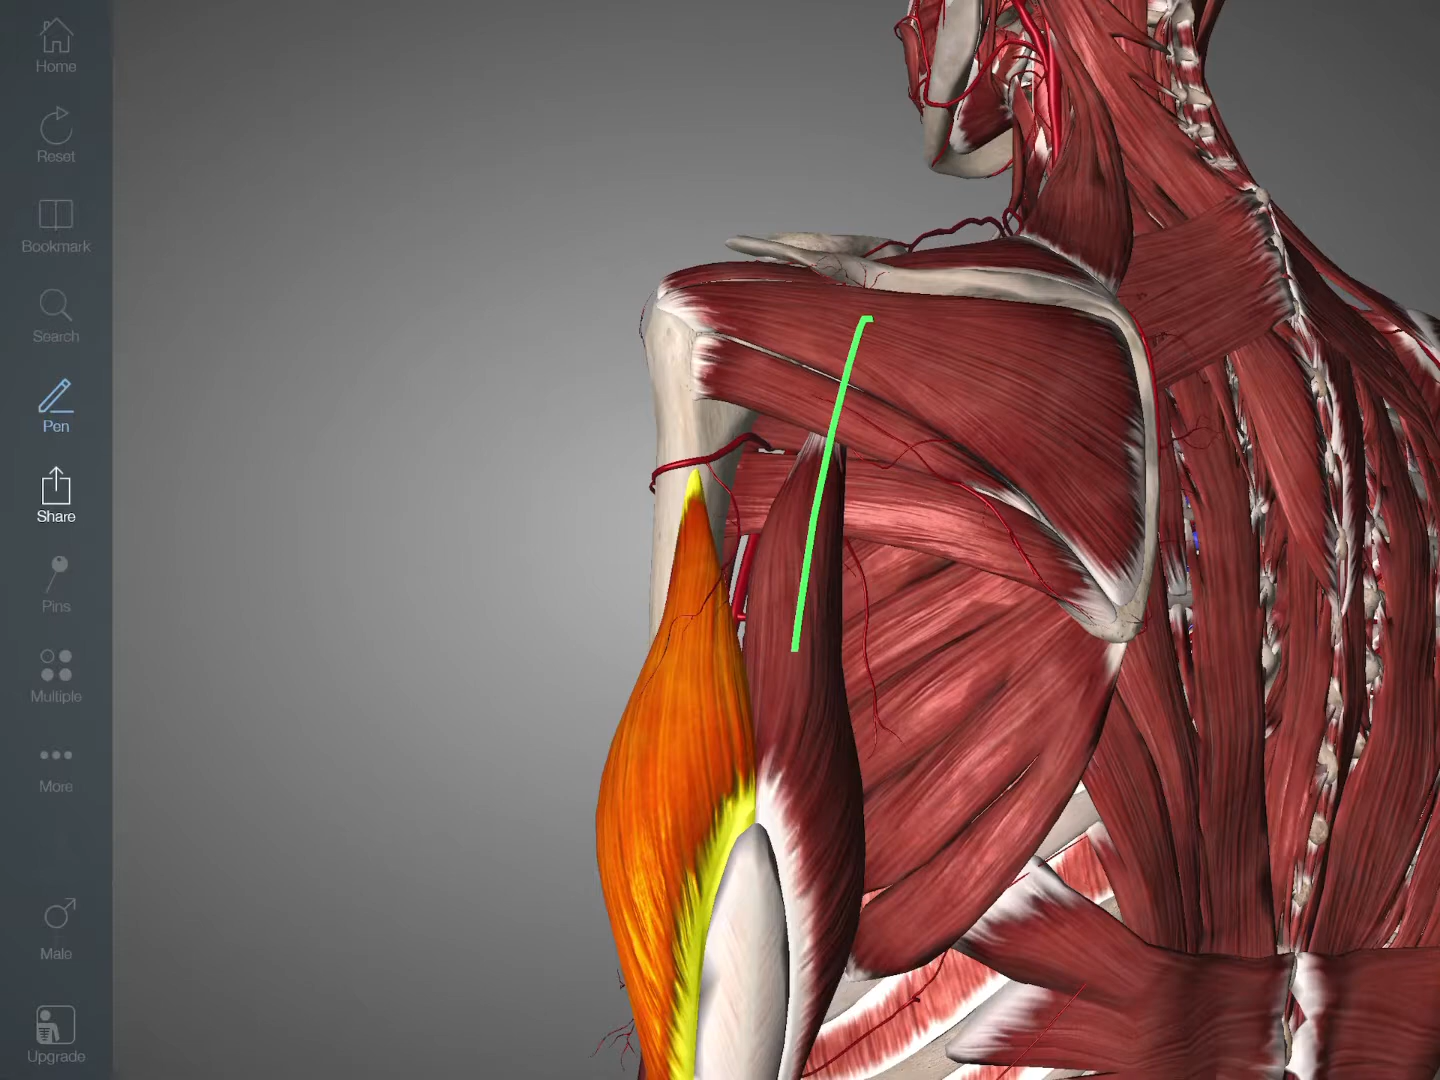 Home
Reset
Bookmark
Search
Pen
Share
Pins
Multiple
More
Male
Upgrade